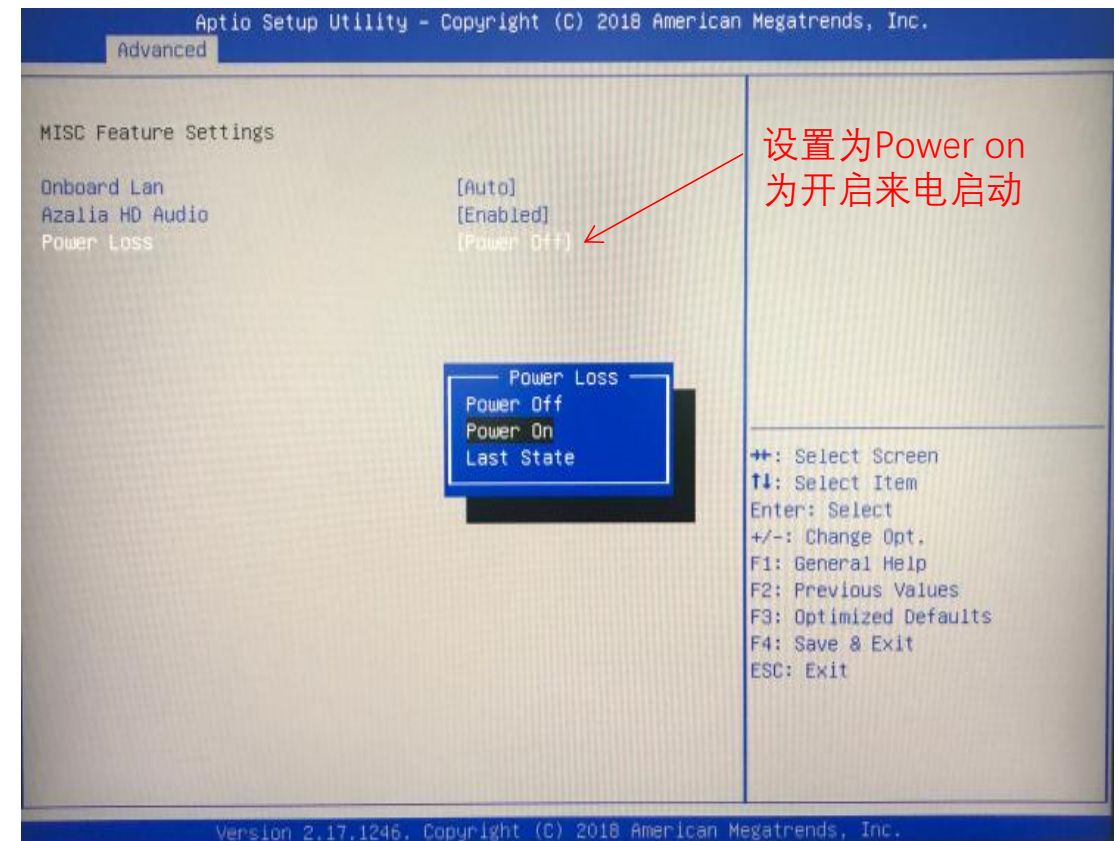 Aptio Setup Utility – Copyright (C) 2018 American Megatrends, Inc.
Advanced
MISC Feature Settings
Onboard Lan [Auto]
Azalia HD Audio [Enabled]
Power Loss [Power Off]
设置为Power on
为开启来电启动
Power Loss
Power Off
Power On
Last State
→←: Select Screen
↑↓: Select Item
Enter: Select
+/-: Change Opt.
F1: General Help
F2: Previous Values
F3: Optimized Defaults
F4: Save & Exit
ESC: Exit
Version 2.17.1246. Copyright (C) 2018 American Megatrends, Inc.